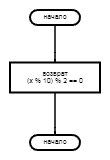 начало
возврат
(x % 10) % 2 == 0
начало